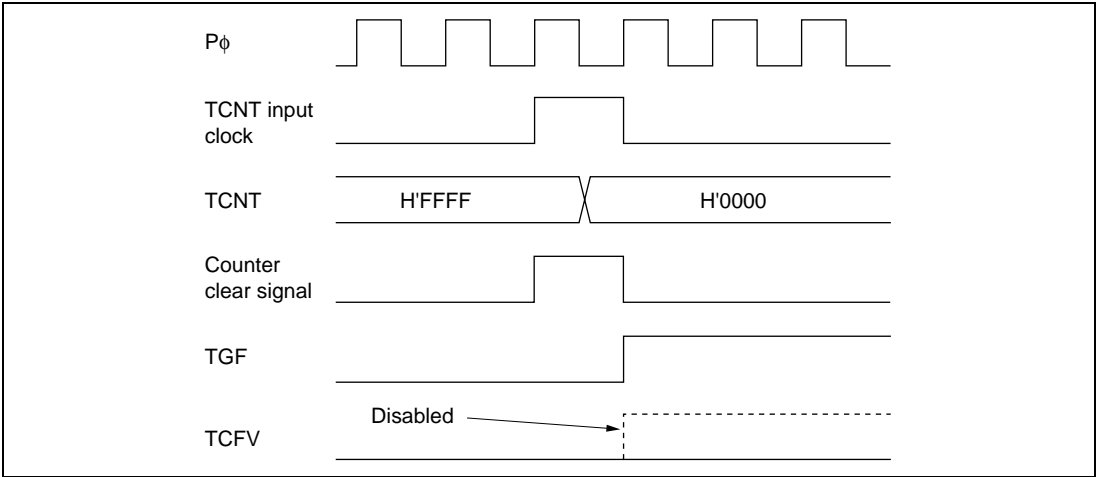 Pϕ
TCNT input
clock
TCNT
H'FFFF
H'0000
Counter
clear signal
TGF
Disabled
TCFV